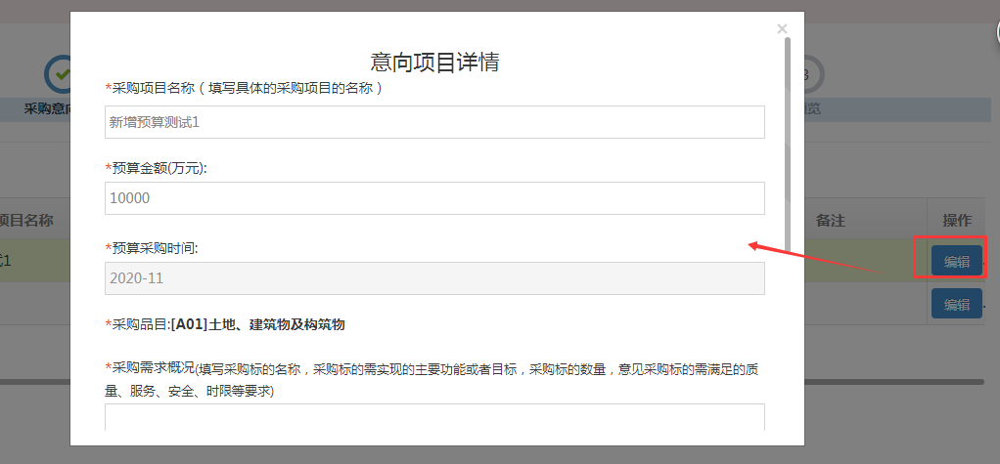 ×
意向项目详情
*采购项目名称（填写具体的采购项目的名称）
新增预算测试1
*预算金额(万元):
10000
*预算采购时间:
2020-11
*采购品目:[A01]土地、建筑物及构筑物
*采购需求概况(填写采购标的名称，采购标的需实现的主要功能或者目标，采购标的数量，意见采购标的需满足的质
量、服务、安全、时限等要求)
采购意向
3
览
项目名称
备注
操作
1
编辑
编辑